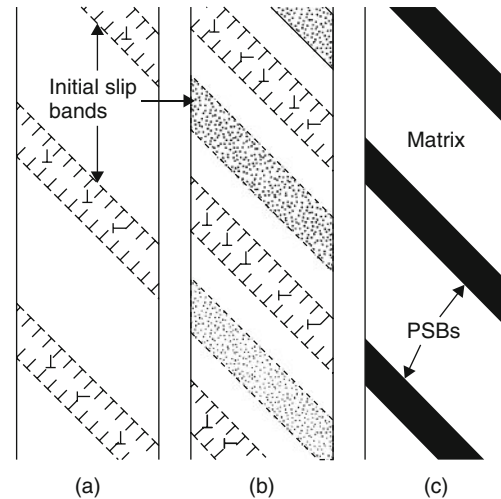 Initial slip
bands
Matrix
PSBs
(a)
(b)
(c)